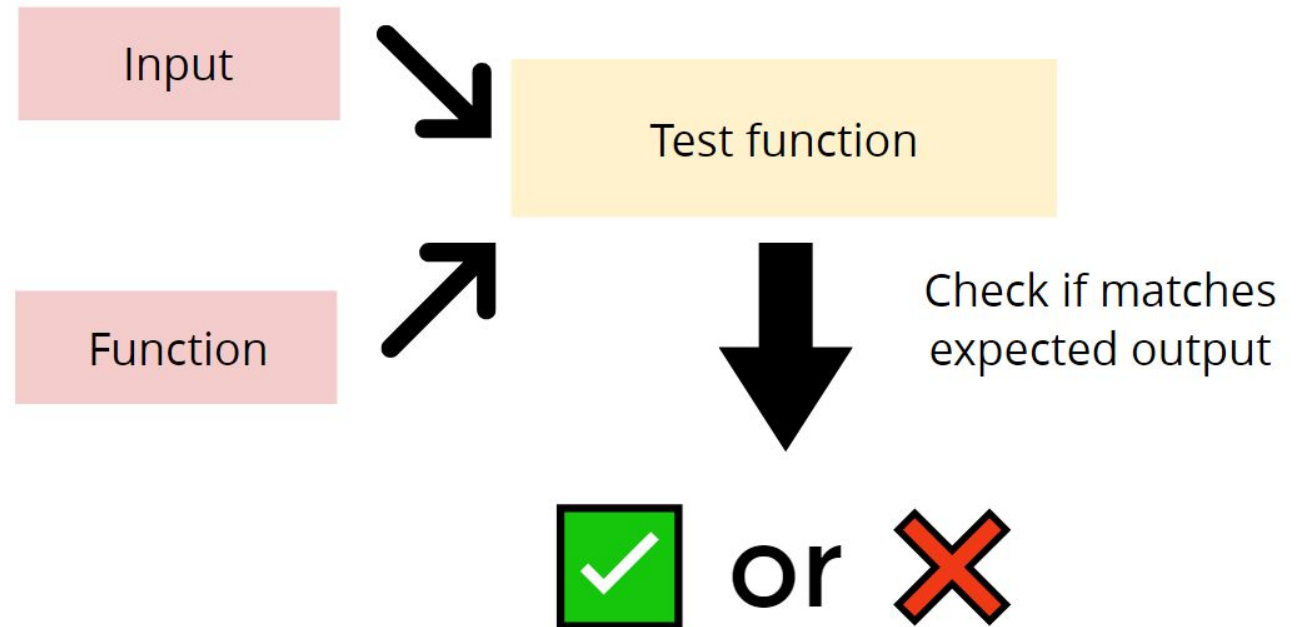 Input
Test function
Function
Check if matches
expected output
or